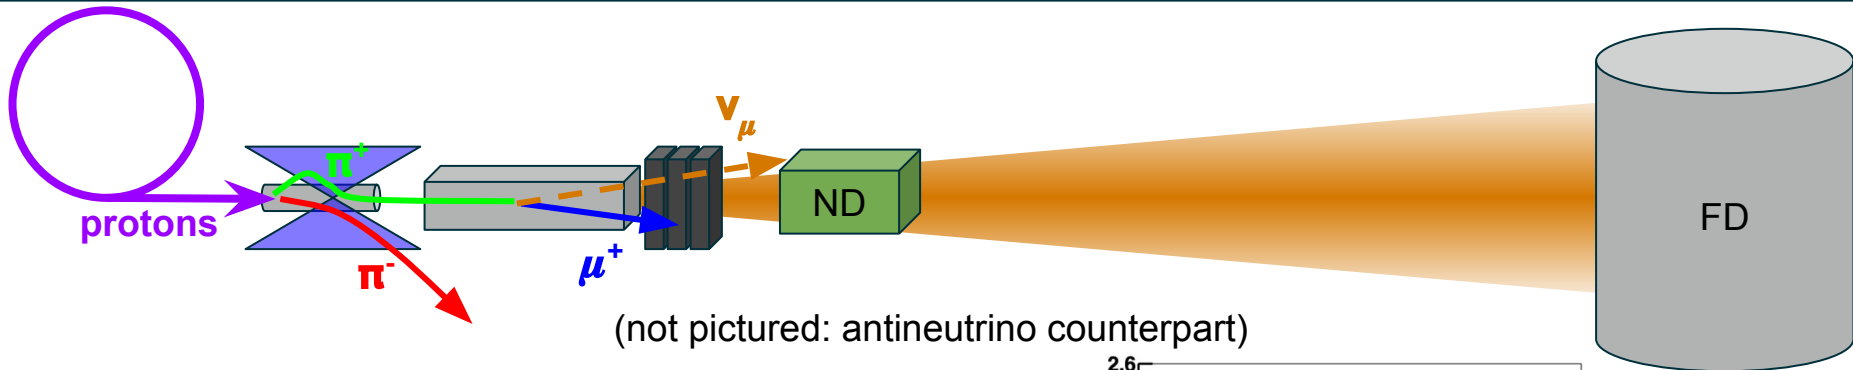 ν_μ
π⁺
ND
protons
FD
π⁻
μ⁺
(not pictured: antineutrino counterpart)
2.6